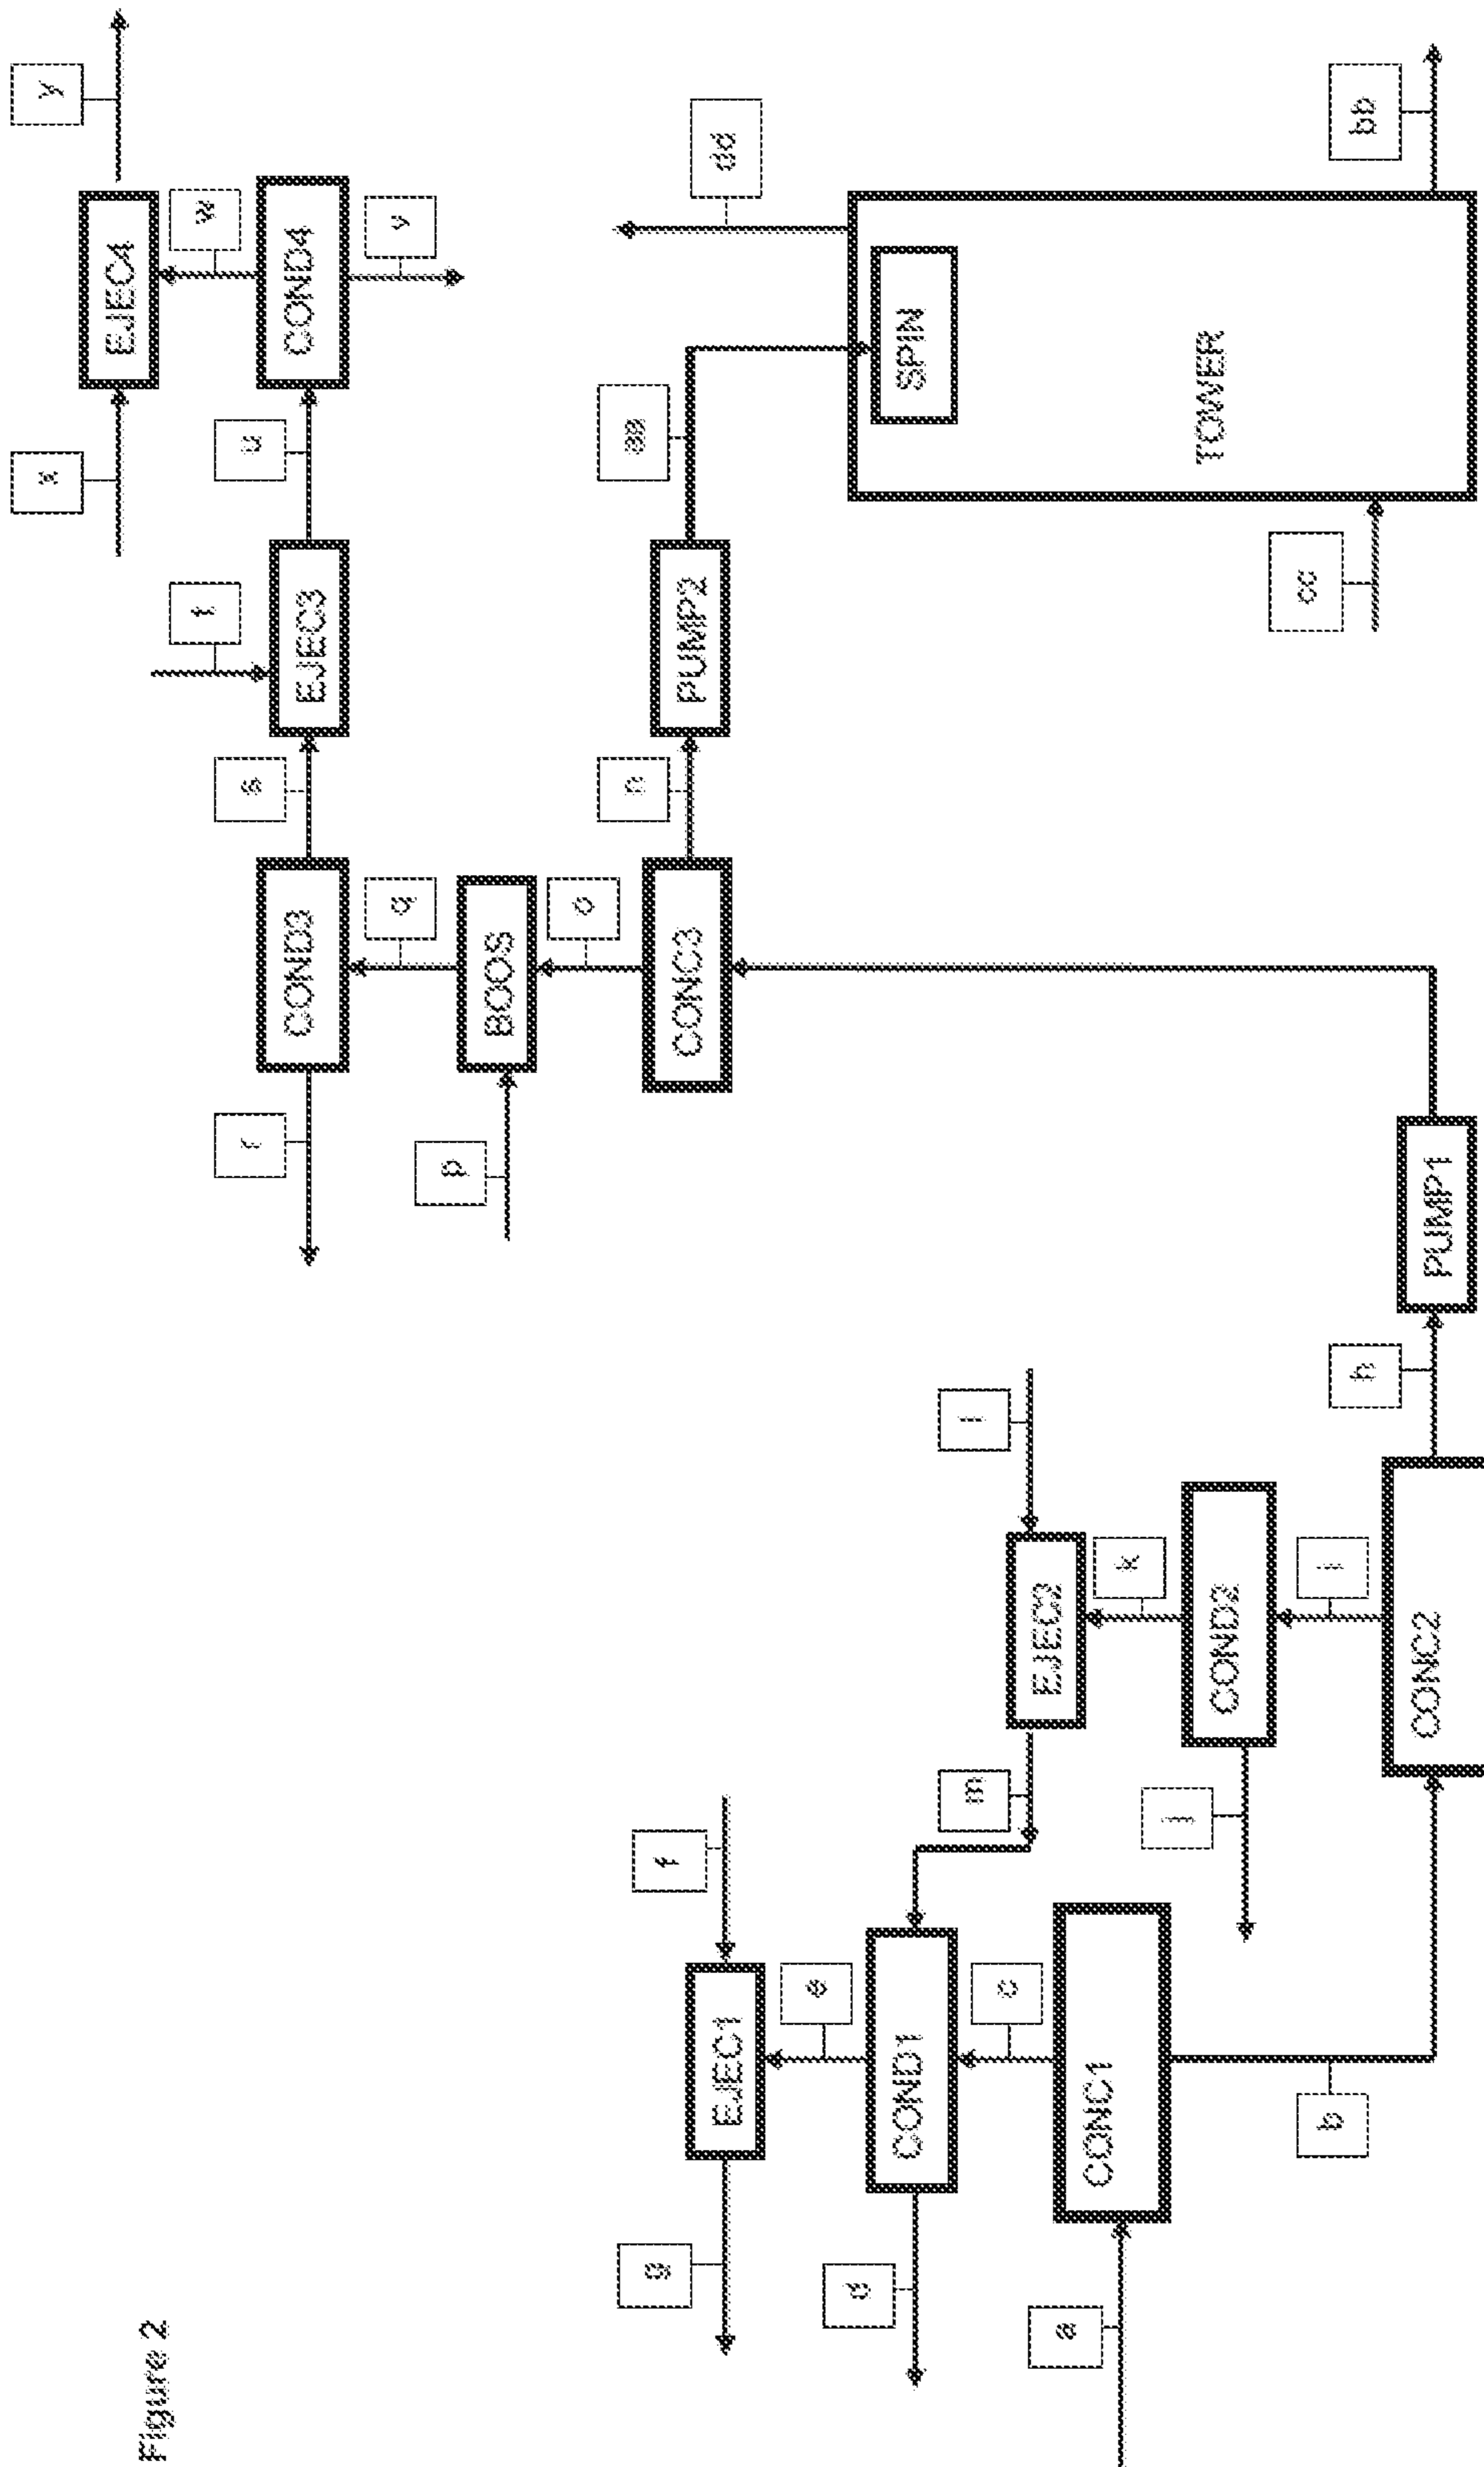 Figure 2
y
EJEC4
x
w
COND4
v
u
t
EJEC3
s
COND3
r
q
BOOS
p
o
CONC3
n
PUMP2
aa
dd
SPIN
TOWER
bb
cc
PUMP1
h
l
EJEC2
k
COND2
j
i
CONC2
m
f
EJEC1
g
e
COND1
d
c
CONC1
a
b